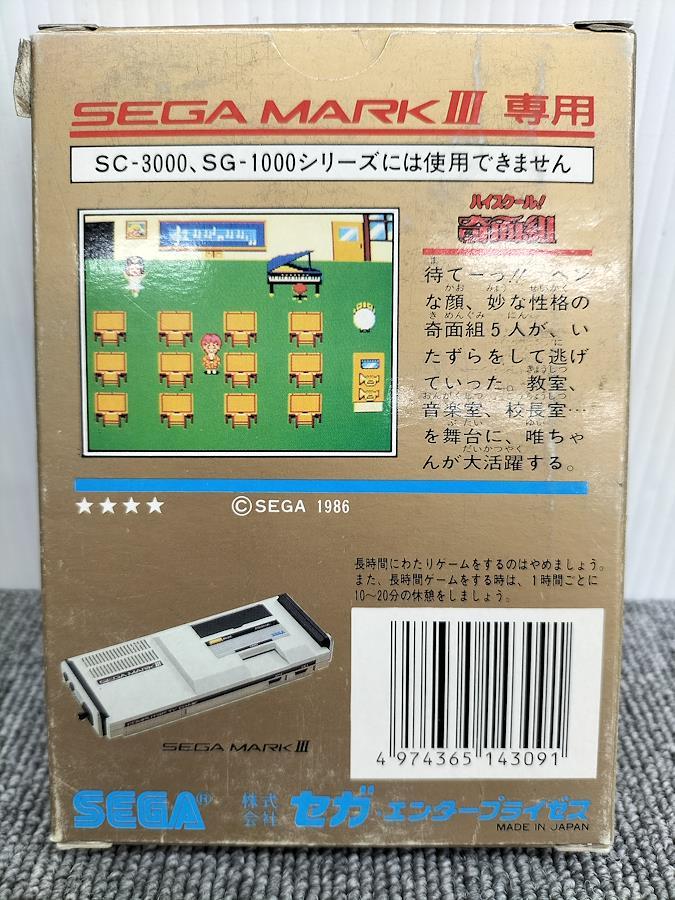 SEGA MARK III 専用
SC-3000、SG-1000シリーズには使用できません
ハイスクール!
奇面組
待てーっ!! ヘン
な顔、妙な性格の
奇面組5人が、い
たずらをして逃げ
ていった。教室、
音楽室、校長室…
を舞台に、唯ちゃ
んが大活躍する。
★★★★
©SEGA 1986
長時間にわたりゲームをするのはやめましょう。
また、長時間ゲームをする時は、1時間ごとに
10〜20分の休憩をしましょう。
SEGA MARK III
SEGA MARK III
4 974365 143091
SEGA® 株式会社 セガ・エンタープライゼス
MADE IN JAPAN